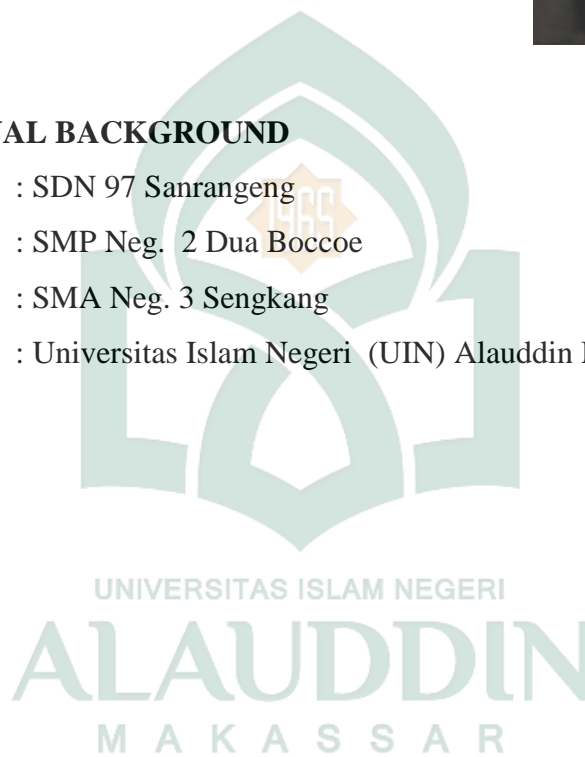 NAL BACKGROUND
: SDN 97 Sanrangeng
1965
: SMP Neg.  2 Dua Boccoe
: SMA Neg. 3 Sengkang
: Universitas Islam Negeri  (UIN) Alauddin
UNIVERSITAS ISLAM NEGERI
ALAUDDIN
MAKASSAR